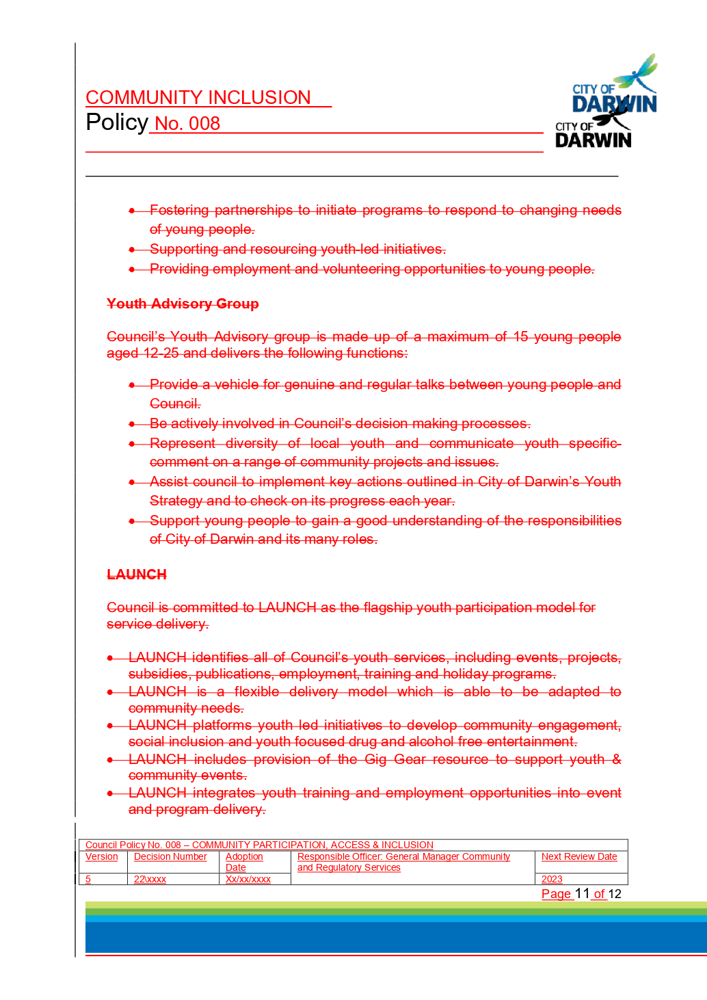 COMMUNITY INCLUSION
Policy No. 008
CITY OF
DARWIN
CITY OF
DARWIN
• Fostering partnerships to initiate programs to respond to changing needs
of young people.
• Supporting and resourcing youth-led initiatives.
• Providing employment and volunteering opportunities to young people.
Youth Advisory Group
Council’s Youth Advisory group is made up of a maximum of 15 young people
aged 12-25 and delivers the following functions:
• Provide a vehicle for genuine and regular talks between young people and
Council.
• Be actively involved in Council’s decision making processes.
• Represent diversity of local youth and communicate youth specific
comment on a range of community projects and issues.
• Assist council to implement key actions outlined in City of Darwin’s Youth
Strategy and to check on its progress each year.
• Support young people to gain a good understanding of the responsibilities
of City of Darwin and its many roles.
LAUNCH
Council is committed to LAUNCH as the flagship youth participation model for
service delivery.
• LAUNCH identifies all of Council’s youth services, including events, projects,
subsidies, publications, employment, training and holiday programs.
• LAUNCH is a flexible delivery model which is able to be adapted to
community needs.
• LAUNCH platforms youth led initiatives to develop community engagement,
social inclusion and youth focused drug and alcohol free entertainment.
• LAUNCH includes provision of the Gig Gear resource to support youth &
community events.
• LAUNCH integrates youth training and employment opportunities into event
and program delivery.
Council Policy No. 008 – COMMUNITY PARTICIPATION, ACCESS & INCLUSION
Version Decision Number Adoption Date Responsible Officer: General Manager Community and Regulatory Services Next Review Date
5 22\xxxx Xx/xx/xxxx 2023
Page 11 of 12